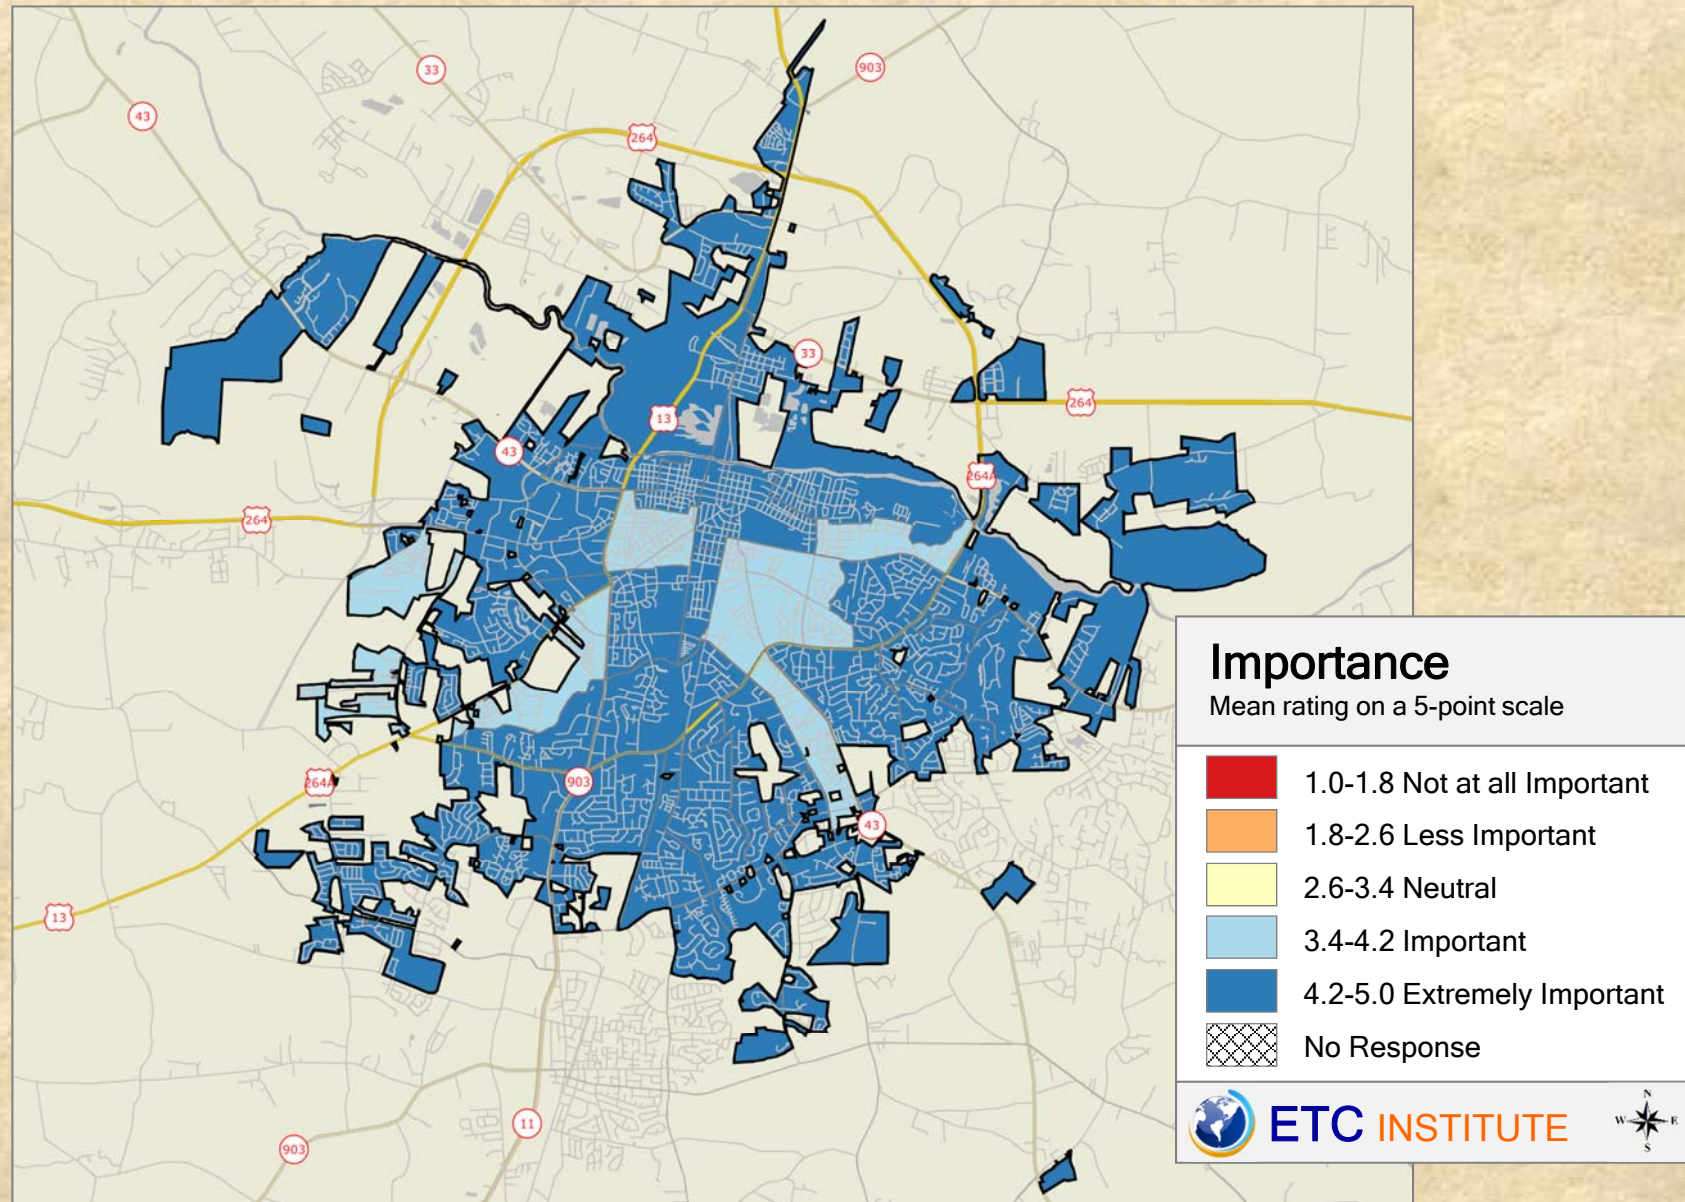 33
903
43
264
33
13
264
43
264A
264
903
264A
43
13
11
903
Importance
Mean rating on a 5-point scale
1.0-1.8 Not at all Important
1.8-2.6 Less Important
2.6-3.4 Neutral
3.4-4.2 Important
4.2-5.0 Extremely Important
No Response
ETC INSTITUTE
N
W E
S